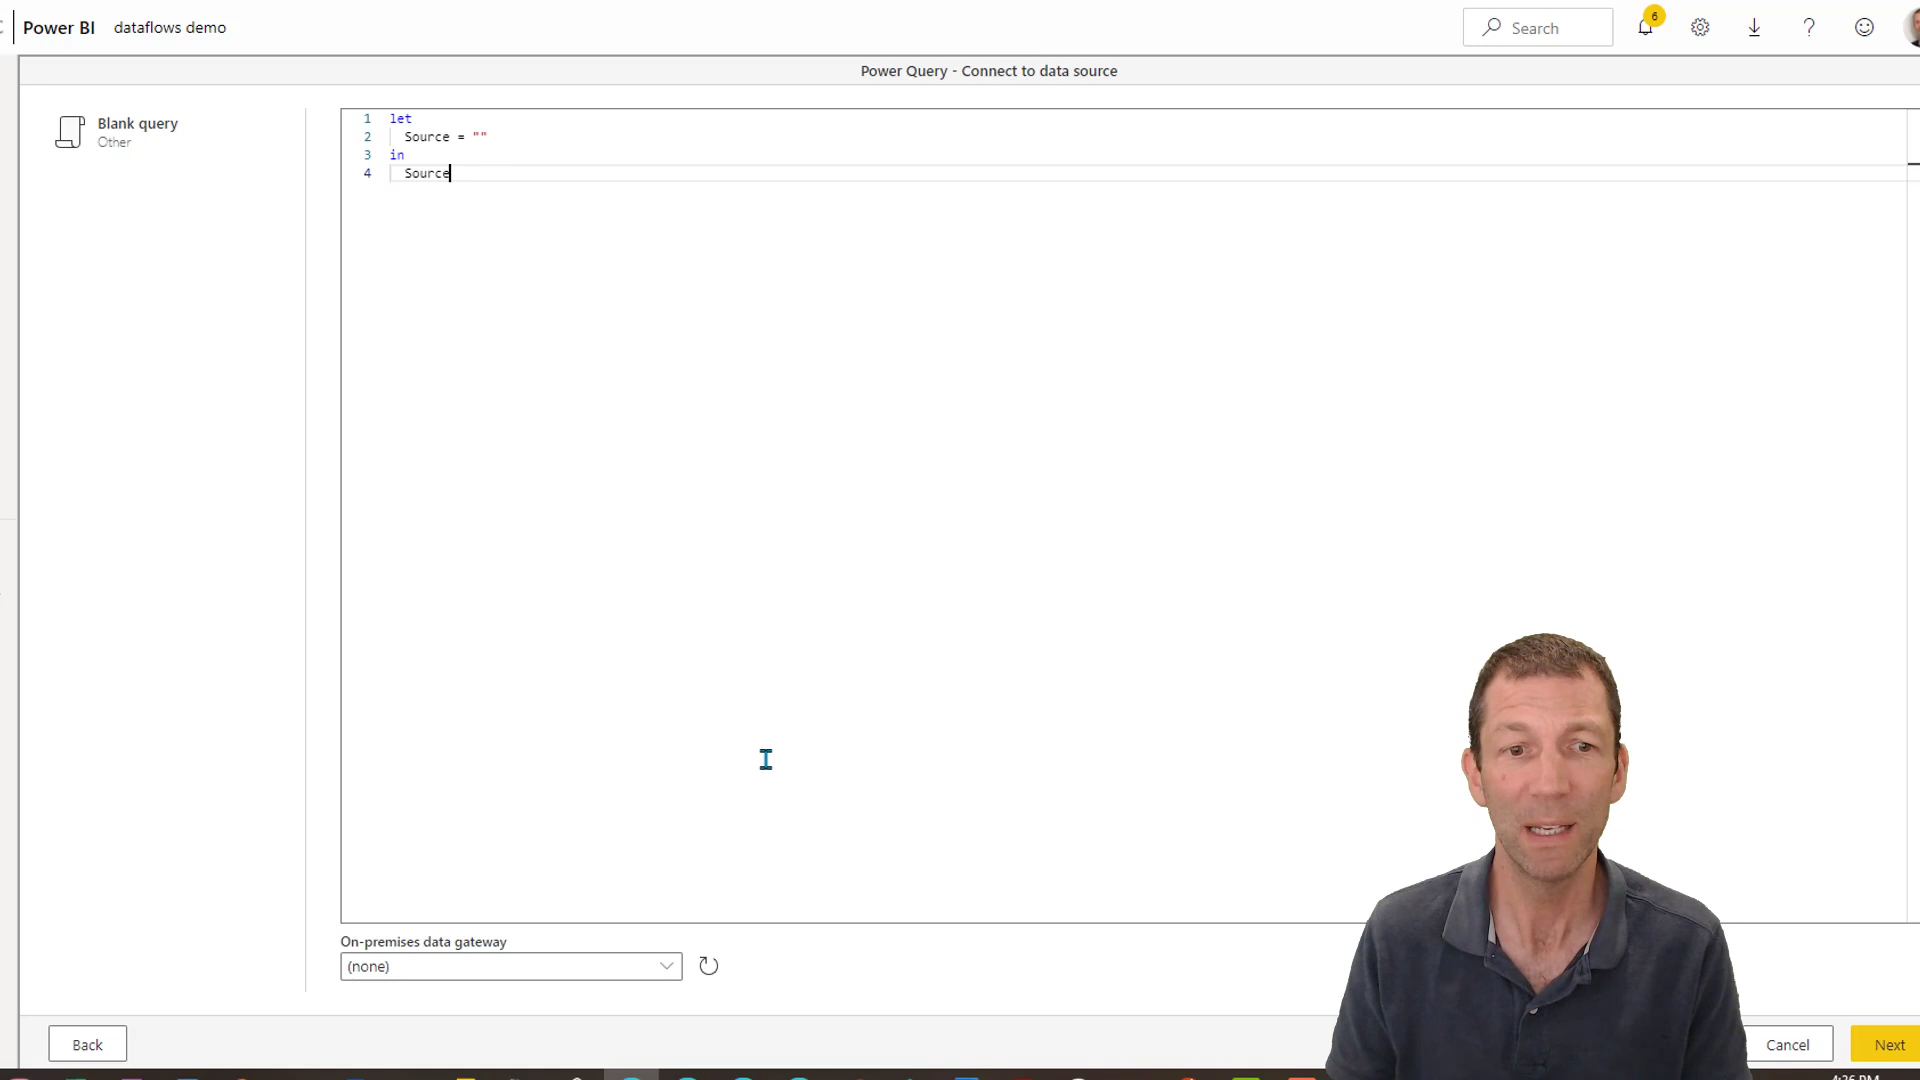 Power BI dataflows demo Search 6
Power Query - Connect to data source
Blank query
Other
1 let
2 Source = ""
3 in
4 Source
On-premises data gateway
(none)
Back Cancel Next